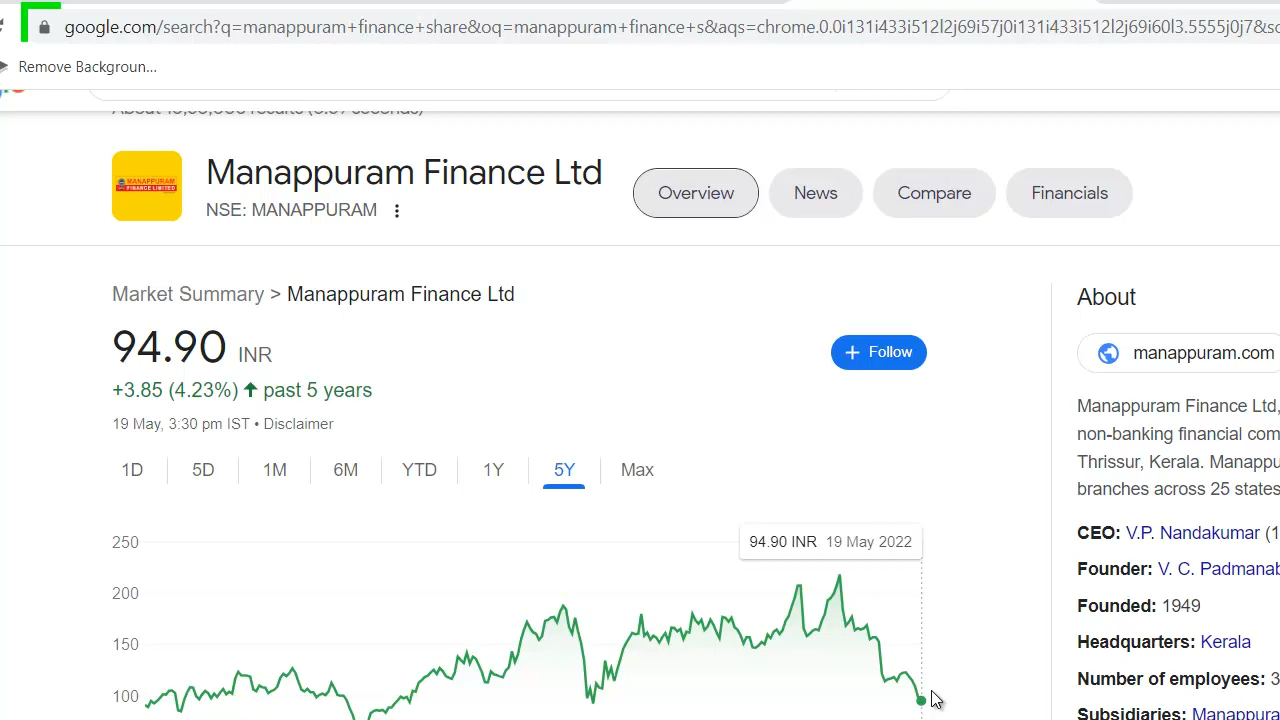 google.com/search?q=manappuram+finance+share&oq=manappuram+finance+s&aqs=chrome.0.0i131i433i512l2j69i57j0i131i433i512l2j69i60l3.5555j0j7&so
Remove Backgroun...
MANAPPURAM
FINANCE LIMITED
Manappuram Finance Ltd
NSE: MANAPPURAM
Overview
News
Compare
Financials
Market Summary > Manappuram Finance Ltd
94.90 INR
+ Follow
+3.85 (4.23%) ↑ past 5 years
19 May, 3:30 pm IST • Disclaimer
1D 5D 1M 6M YTD 1Y 5Y Max
94.90 INR 19 May 2022
250
200
150
100
About
manappuram.com
Manappuram Finance Ltd,
non-banking financial com
Thrissur, Kerala. Manappu
branches across 25 states
CEO: V.P. Nandakumar (1
Founder: V. C. Padmanab
Founded: 1949
Headquarters: Kerala
Number of employees: 3
Subsidiaries: Manappura